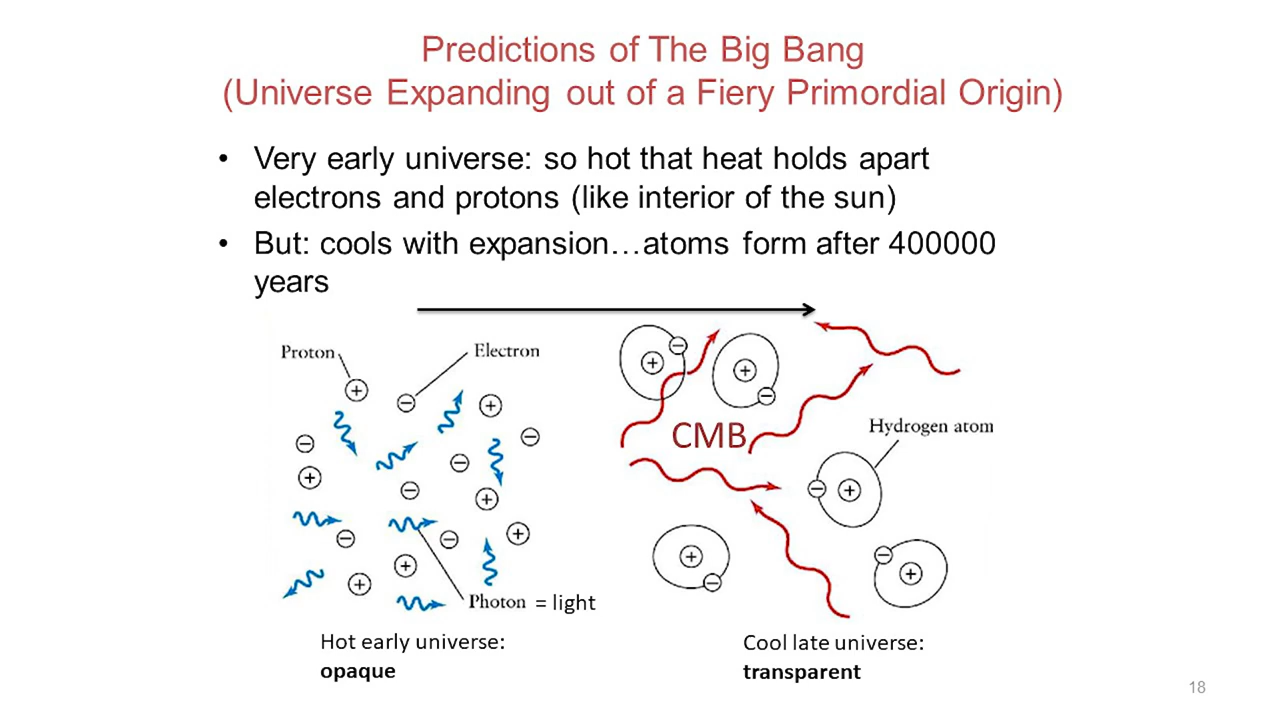 Predictions of The Big Bang
(Universe Expanding out of a Fiery Primordial Origin)
• Very early universe: so hot that heat holds apart
electrons and protons (like interior of the sun)
• But: cools with expansion…atoms form after 400000
years
Proton
Electron
CMB
Hydrogen atom
Photon = light
Hot early universe:
opaque
Cool late universe:
transparent
18